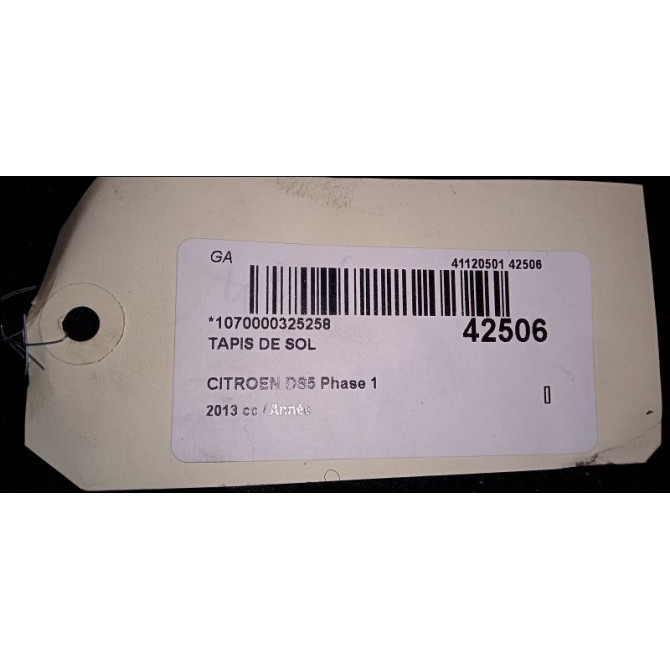 GA
41120501 42506
*1070000325258
42506
TAPIS DE SOL
CITROEN DS5 Phase 1
2013 cc / Année